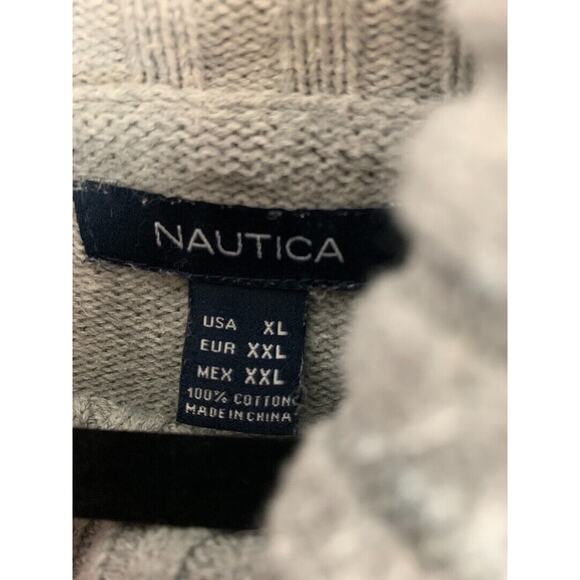 NAUTICA
USA XL
EUR XXL
MEX XXL
100% COTTON
MADE IN CHINA